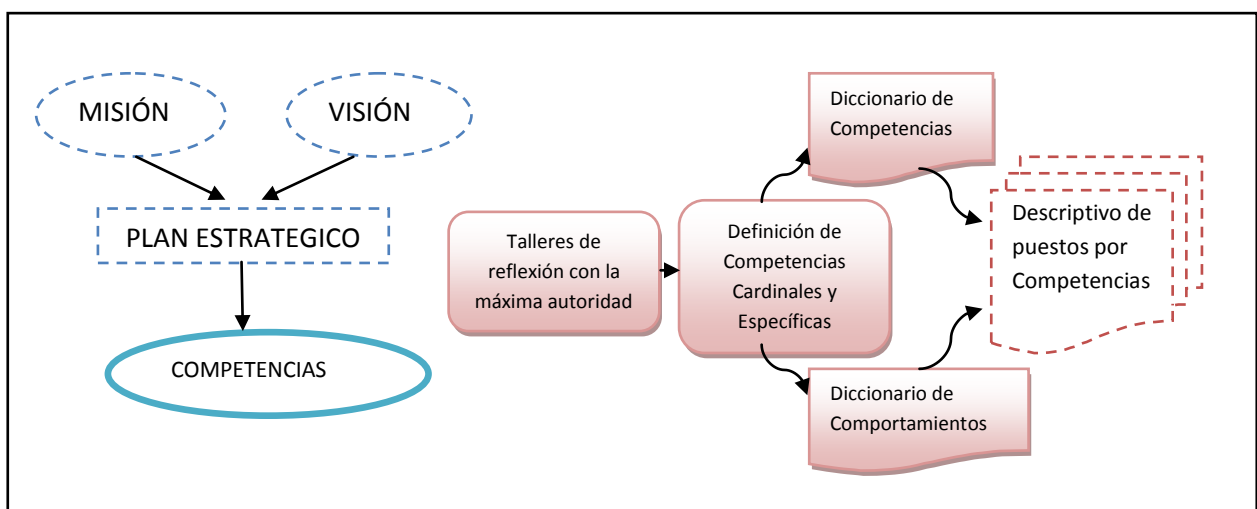 MISIÓN
VISIÓN
PLAN ESTRATEGICO
COMPETENCIAS
Talleres de
reflexión con la
máxima autoridad
Definición de
Competencias
Cardinales y
Específicas
Diccionario de
Competencias
Diccionario de
Comportamientos
Descriptivo de
puestos por
Competencias